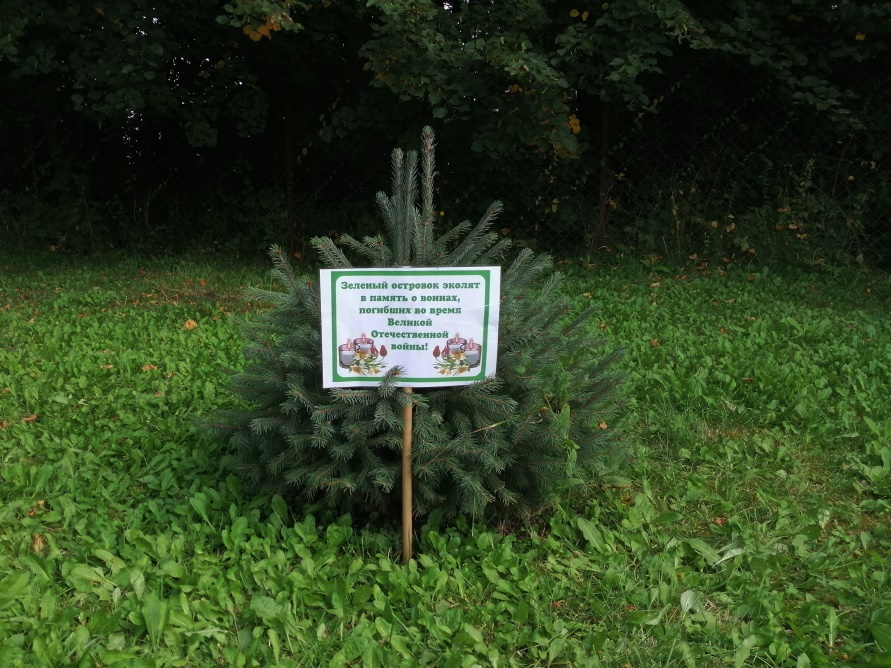 Зеленый островок эколят
в память о воинах,
погибших во время
Великой
Отечественной
войны!